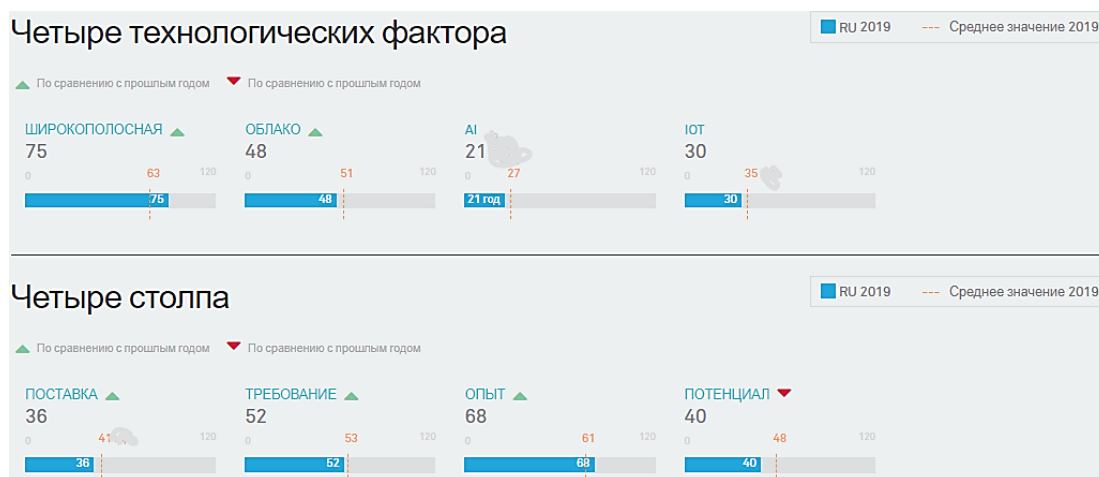 Четыре технологических фактора
RU 2019 --- Среднее значение 2019
По сравнению с прошлым годом По сравнению с прошлым годом
ШИРОКОПОЛОСНАЯ ОБЛАКО AI IOT
75 48 21 30
0 63 120 0 51 120 0 27 120 0 35 120
75 48 21 год 30
Четыре столпа
RU 2019 --- Среднее значение 2019
По сравнению с прошлым годом По сравнению с прошлым годом
ПОСТАВКА ТРЕБОВАНИЕ ОПЫТ ПОТЕНЦИАЛ
36 52 68 40
0 41 120 0 53 120 0 61 120 0 48 120
36 52 68 40